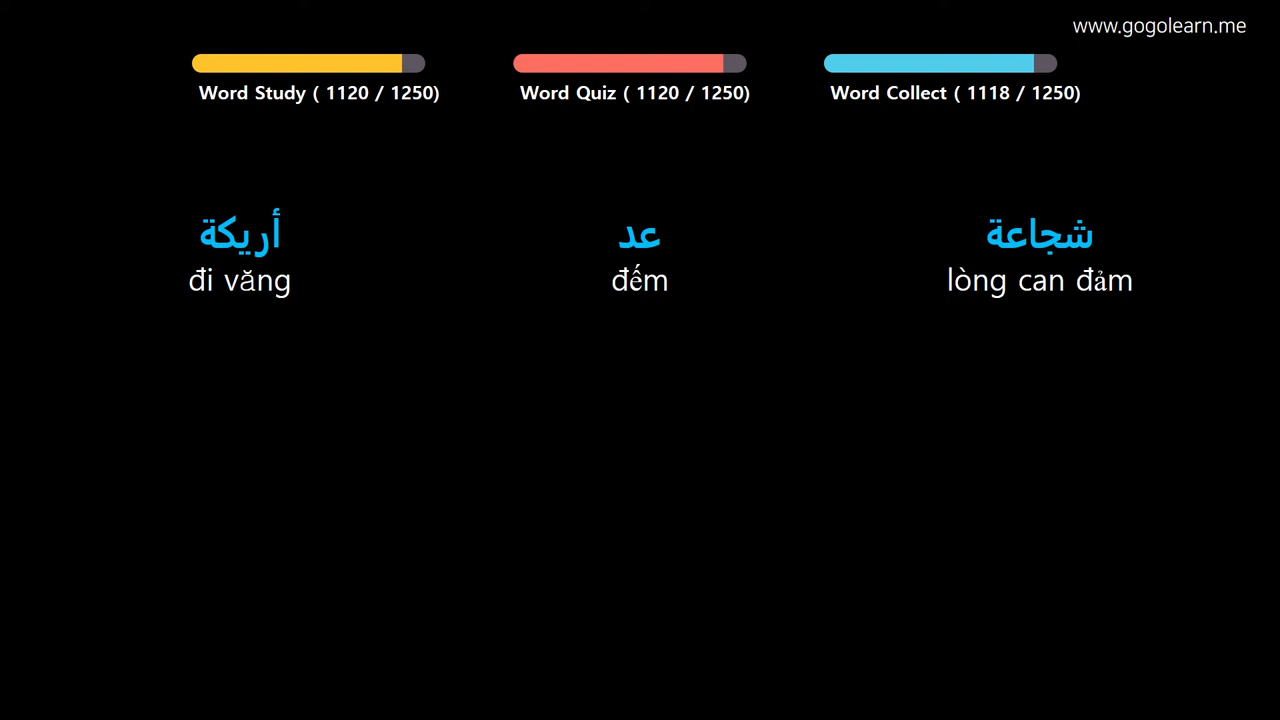 www.gogolearn.me
Word Study ( 1120 / 1250)
Word Quiz ( 1120 / 1250)
Word Collect ( 1118 / 1250)
أريكة
đi văng
عد
đếm
شجاعة
lòng can đảm